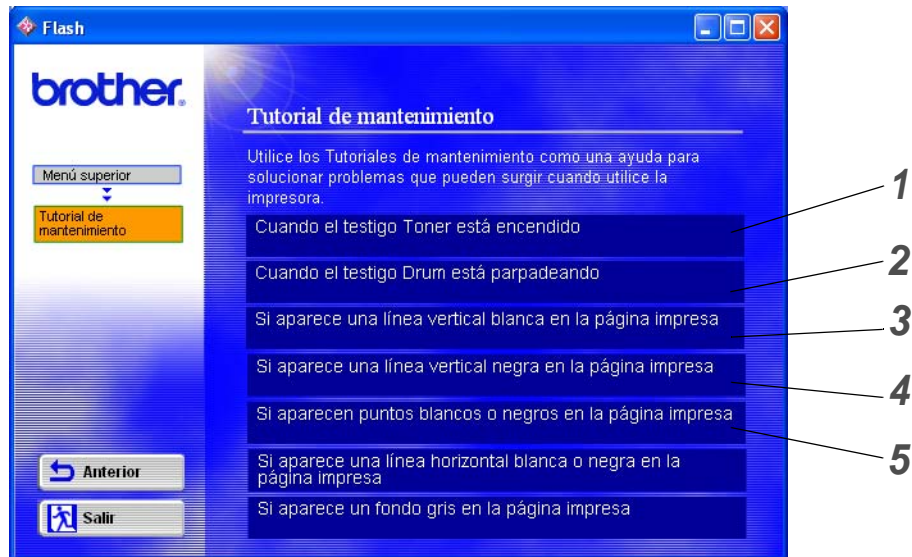 Flash
brother.
Menú superior
Tutorial de
mantenimiento
Anterior
Salir
Tutorial de mantenimiento
Utilice los Tutoriales de mantenimiento como una ayuda para
solucionar problemas que pueden surgir cuando utilice la
impresora.
Cuando el testigo Toner está encendido
Cuando el testigo Drum está parpadeando
Si aparece una línea vertical blanca en la página impresa
Si aparece una línea vertical negra en la página impresa
Si aparecen puntos blancos o negros en la página impresa
Si aparece una línea horizontal blanca o negra en la
página impresa
Si aparece un fondo gris en la página impresa
1
2
3
4
5